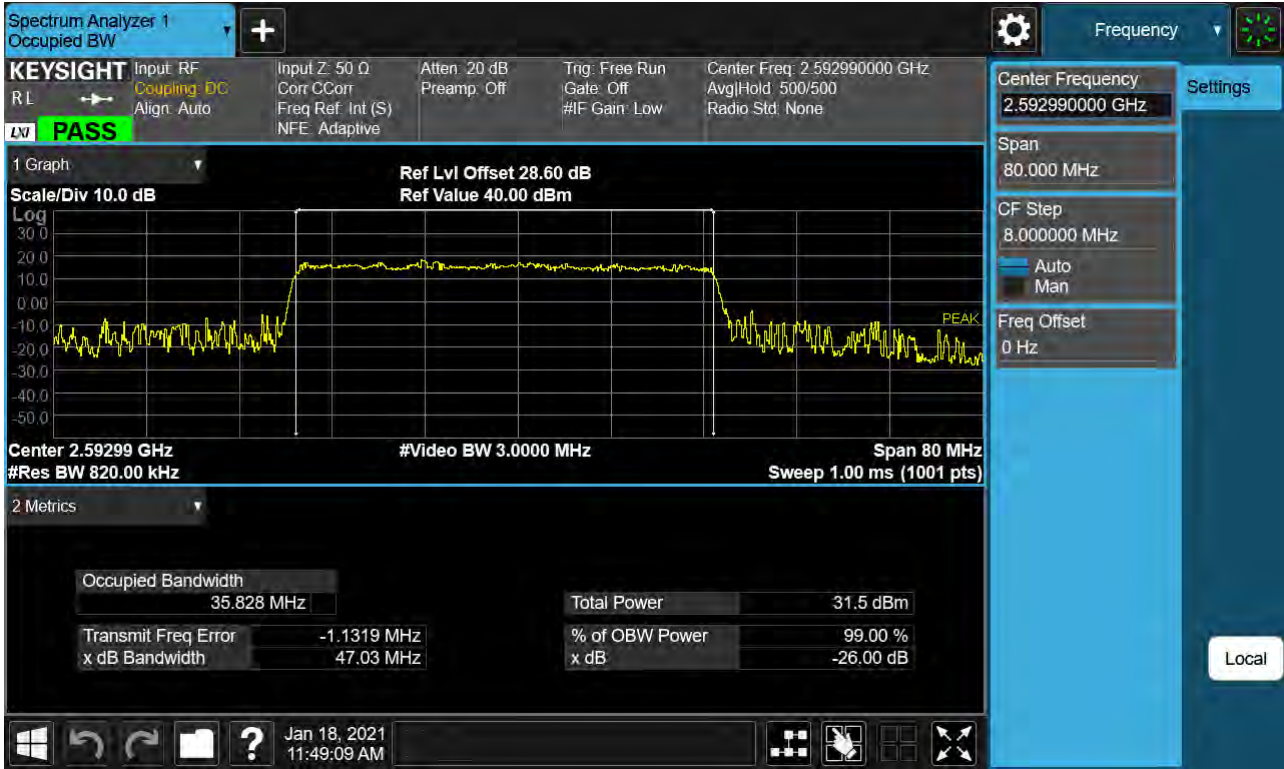 Spectrum Analyzer 1
Occupied BW
+
Frequency
KEYSIGHT
R L
LXI PASS
Input: RF
Coupling: DC
Align: Auto
Input Z: 50 Ω
Corr CCorr
Freq Ref: Int (S)
NFE: Adaptive
Atten: 20 dB
Preamp: Off
Trig: Free Run
Gate: Off
#IF Gain: Low
Center Freq: 2.592990000 GHz
Avg|Hold: 500/500
Radio Std: None
Center Frequency
2.592990000 GHz
Settings
Span
80.000 MHz
CF Step
8.000000 MHz
Auto
Man
Freq Offset
0 Hz
1 Graph
Scale/Div 10.0 dB
Ref Lvl Offset 28.60 dB
Ref Value 40.00 dBm
Log
30.0
20.0
10.0
0.00
-10.0
-20.0
-30.0
-40.0
-50.0
PEAK
Center 2.59299 GHz
#Video BW 3.0000 MHz
Span 80 MHz
#Res BW 820.00 kHz
Sweep 1.00 ms (1001 pts)
2 Metrics
Occupied Bandwidth
35.828 MHz
Total Power 31.5 dBm
Transmit Freq Error -1.1319 MHz
% of OBW Power 99.00 %
x dB Bandwidth 47.03 MHz
x dB -26.00 dB
Local
?
Jan 18, 2021
11:49:09 AM